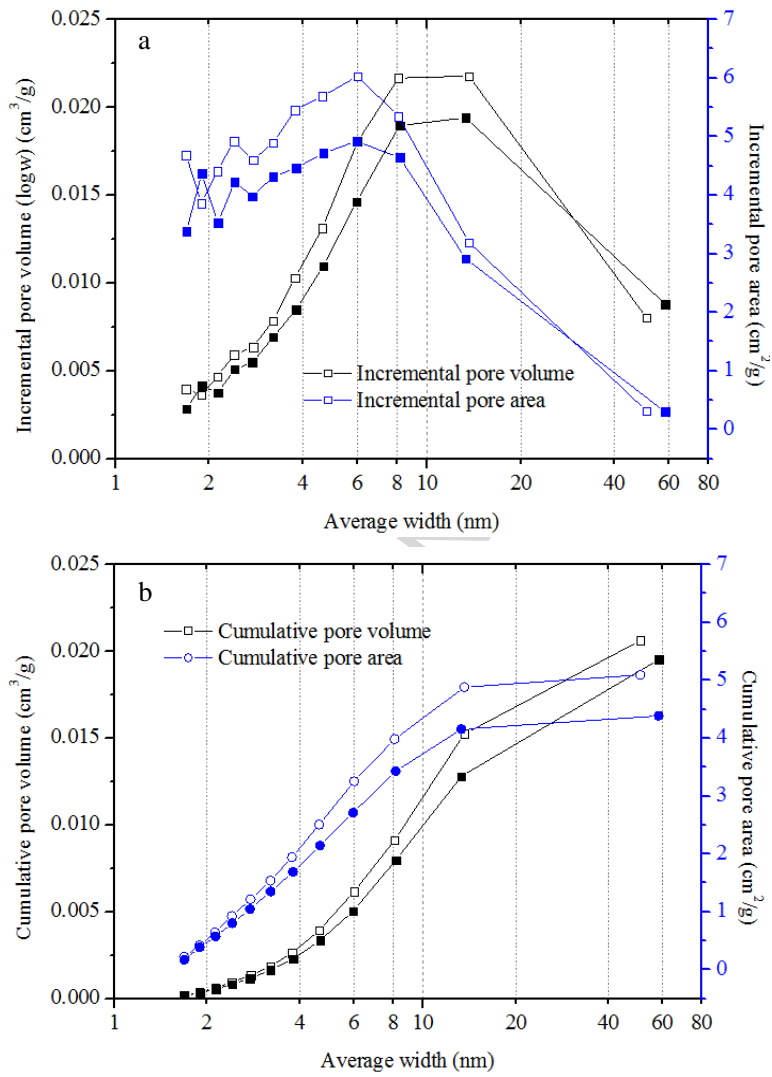 a
Incremental pore volume (logw) (cm³/g)
0.025
0.020
0.015
0.010
0.005
0.000
7
6
5
4
3
2
1
0
Incremental pore area (cm²/g)
Incremental pore volume
Incremental pore area
1 2 4 6 8 10 20 40 60 80
Average width (nm)
b
Cumulative pore volume (cm³/g)
0.025
0.020
0.015
0.010
0.005
0.000
7
6
5
4
3
2
1
0
Cumulative pore area (cm²/g)
Cumulative pore volume
Cumulative pore area
1 2 4 6 8 10 20 40 60 80
Average width (nm)